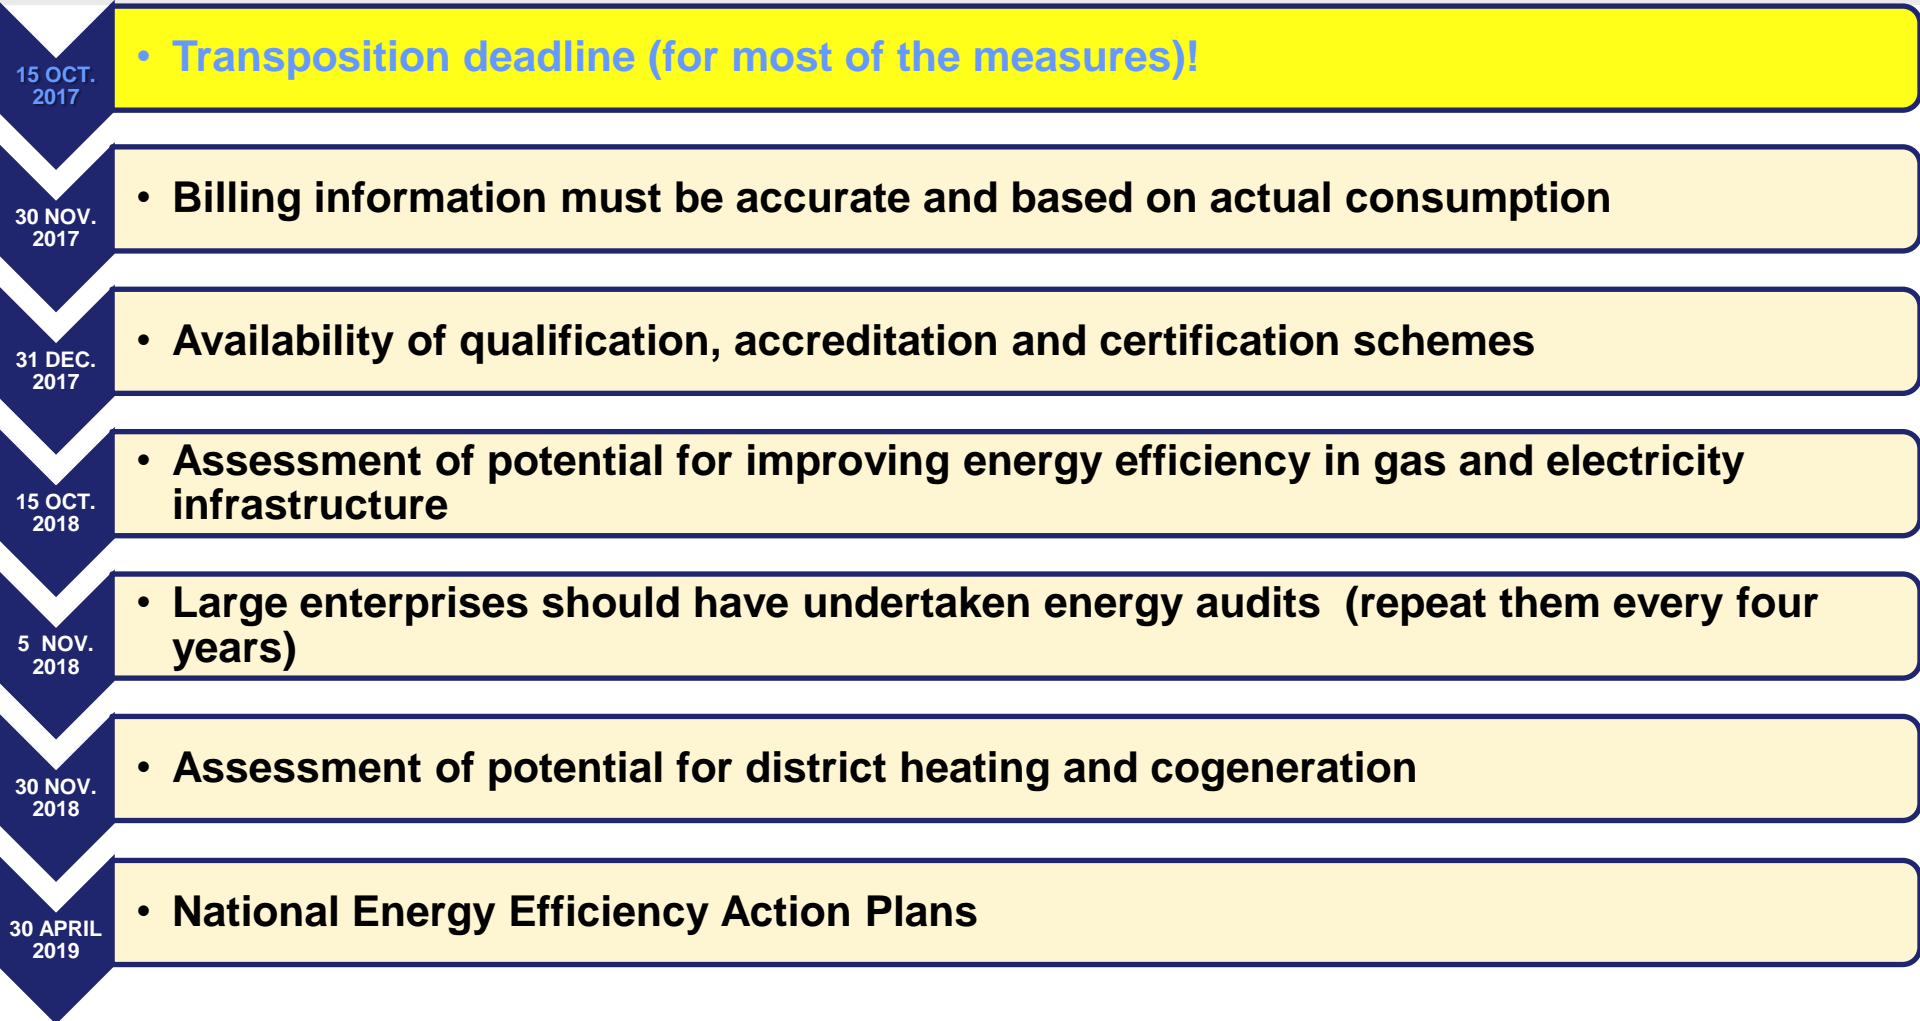 15 OCT.
2017
• Transposition deadline (for most of the measures)!
30 NOV.
2017
• Billing information must be accurate and based on actual consumption
31 DEC.
2017
• Availability of qualification, accreditation and certification schemes
15 OCT.
2018
• Assessment of potential for improving energy efficiency in gas and electricity
infrastructure
5  NOV.
2018
• Large enterprises should have undertaken energy audits  (repeat them every four
years)
30 NOV.
2018
• Assessment of potential for district heating and cogeneration
30 APRIL
2019
• National Energy Efficiency Action Plans